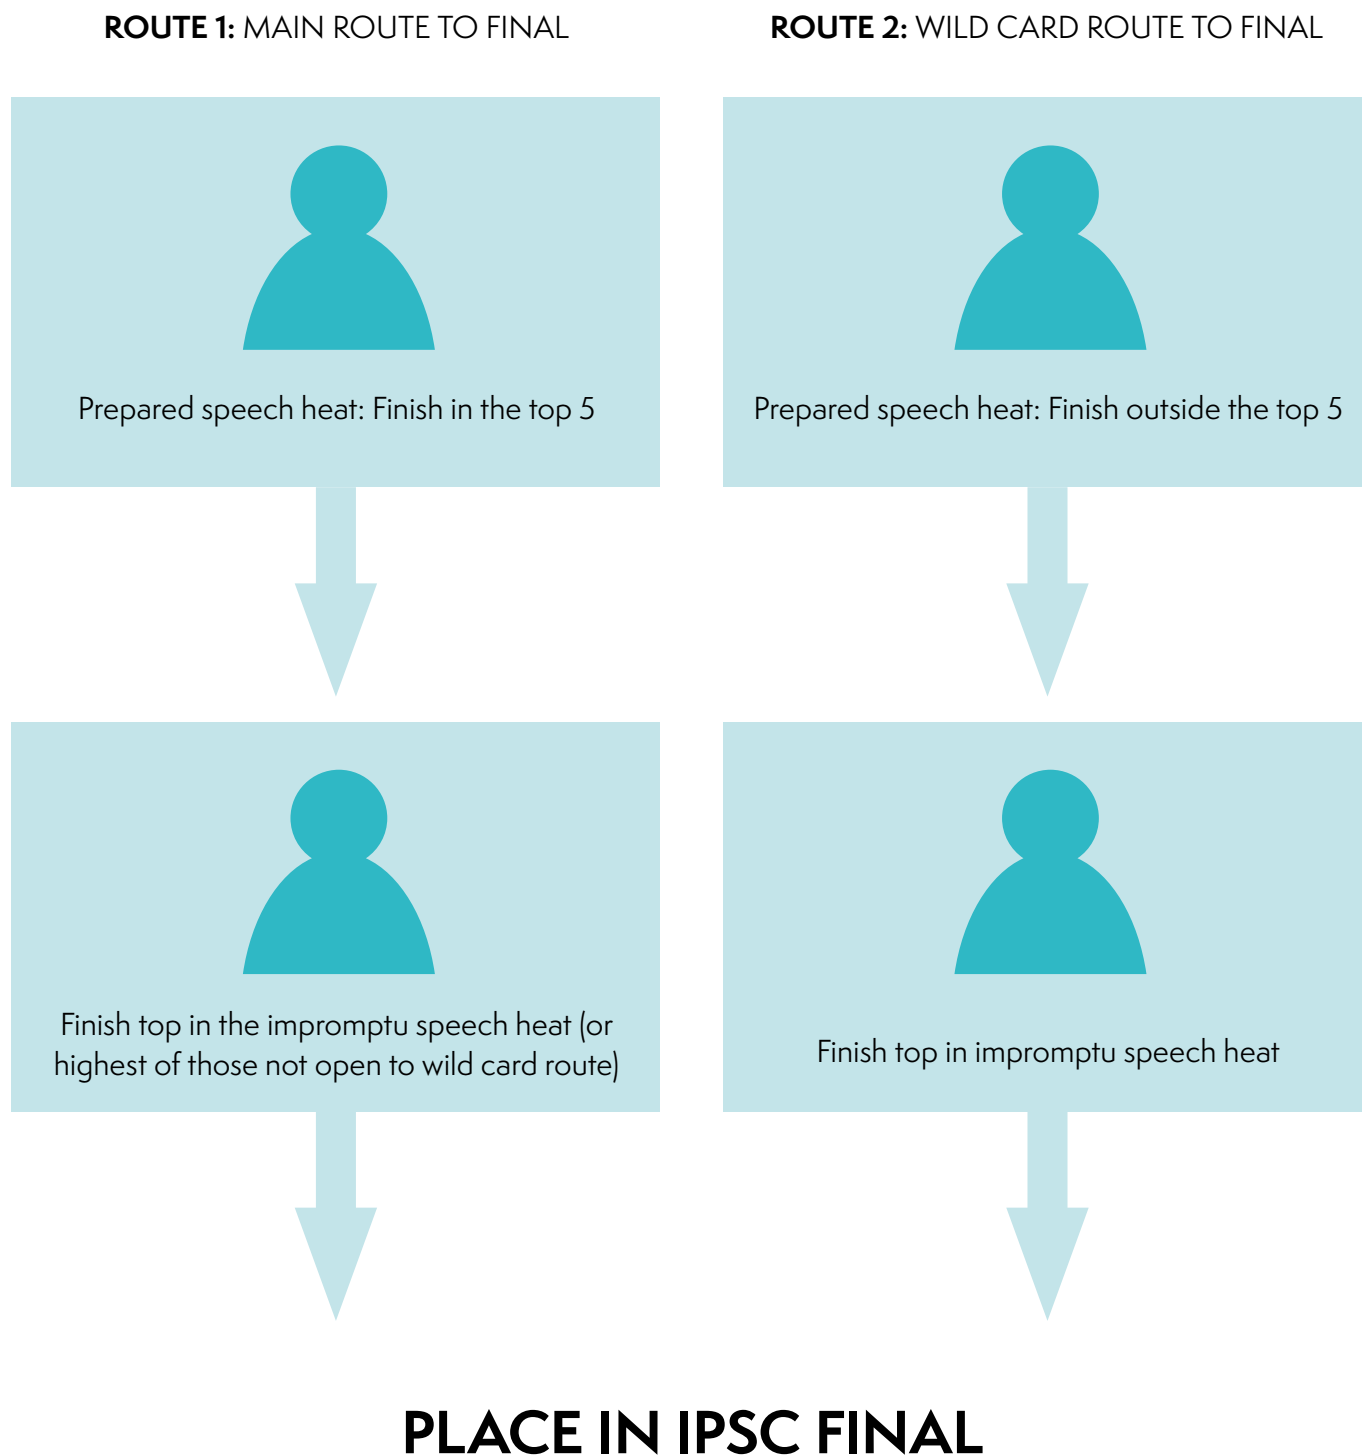 ROUTE 1: MAIN ROUTE TO FINAL
Prepared speech heat: Finish in the top 5
Finish top in the impromptu speech heat (or
highest of those not open to wild card route)
ROUTE 2: WILD CARD ROUTE TO FINAL
Prepared speech heat: Finish outside the top 5
Finish top in impromptu speech heat
PLACE IN IPSC FINAL